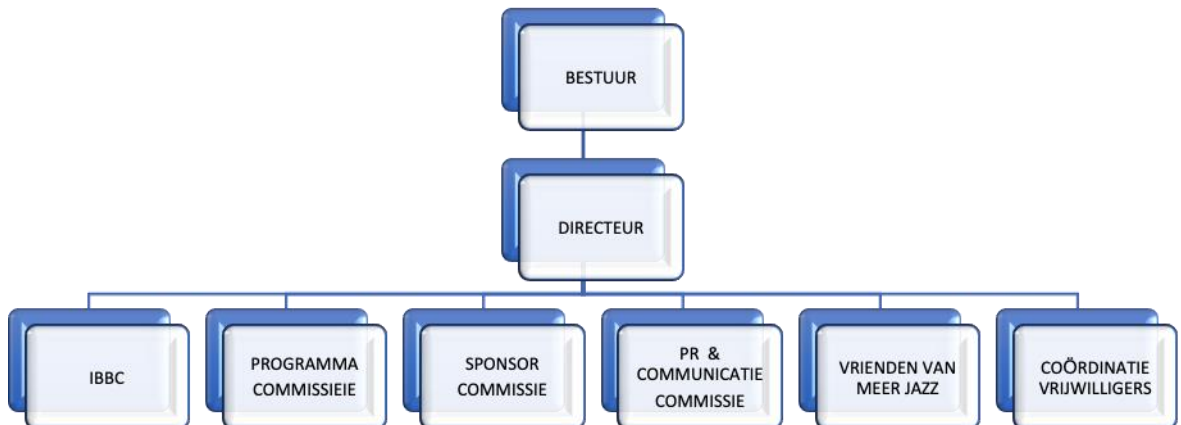 BESTUUR
DIRECTEUR
IBBC
PROGRAMMA
COMMISSIEIE
SPONSOR
COMMISSIE
PR &
COMMUNICATIE
COMMISSIE
VRIENDEN VAN
MEER JAZZ
COÖRDINATIE
VRIJWILLIGERS